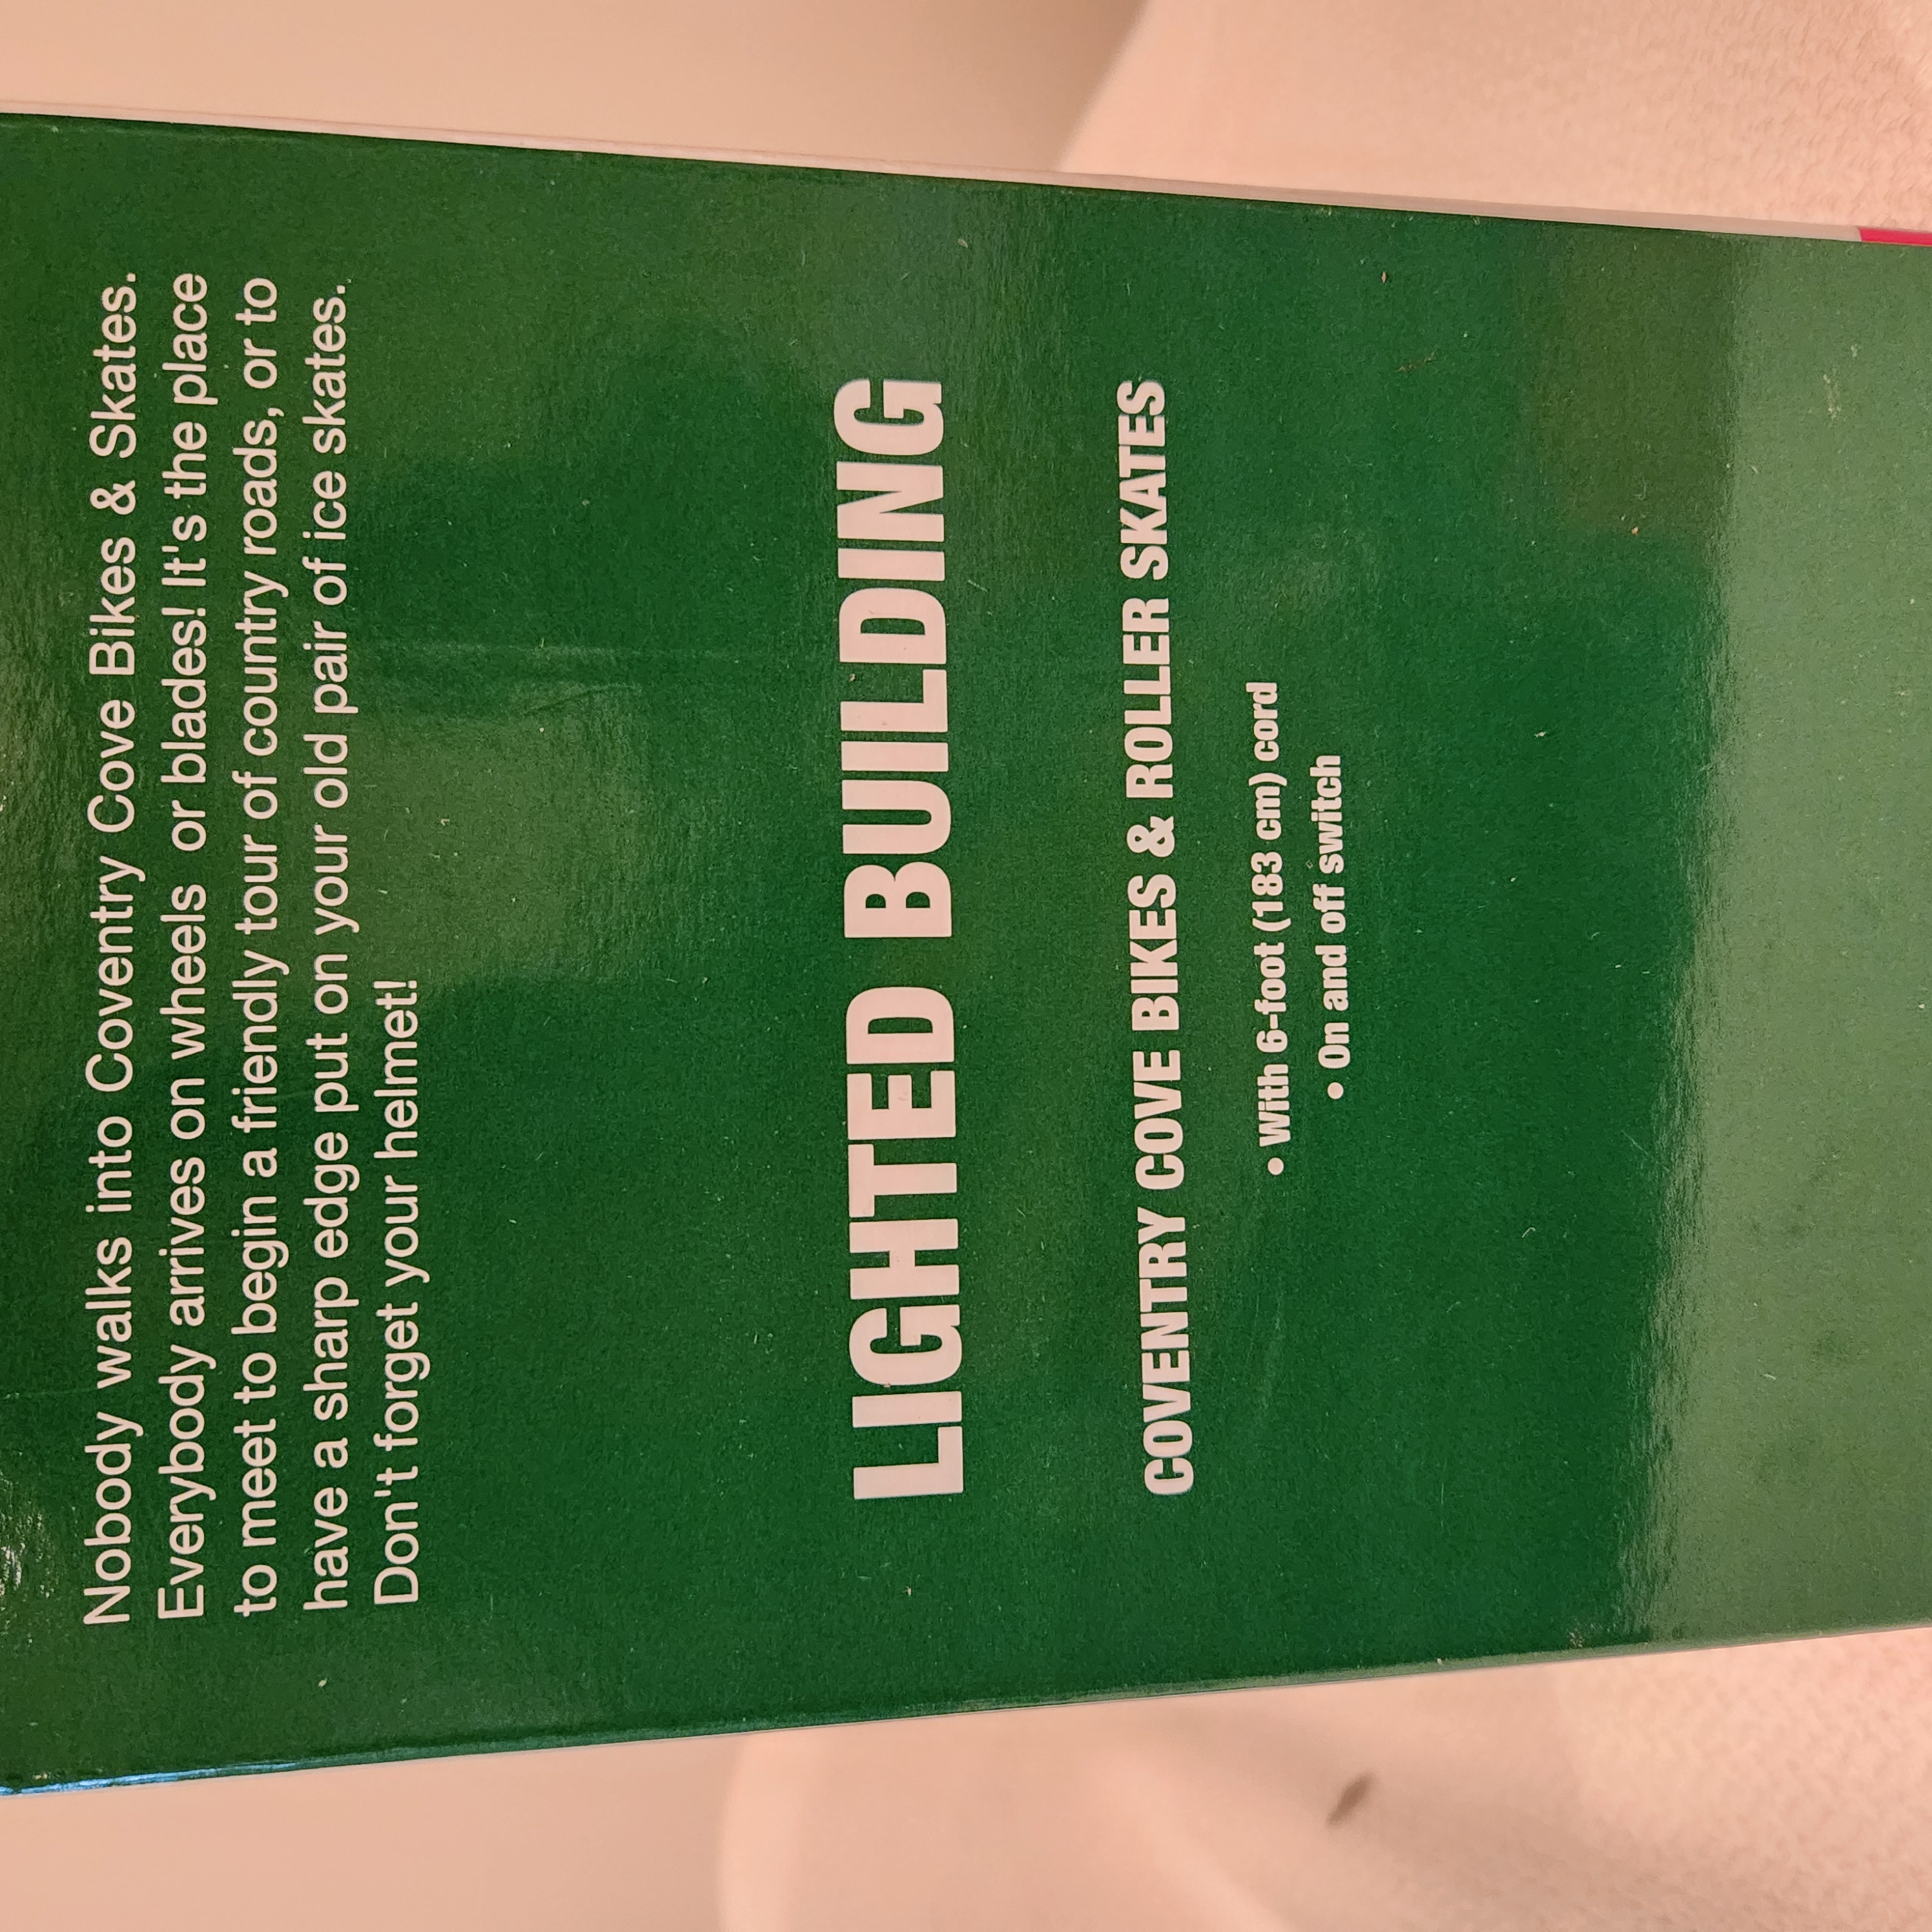 Nobody walks into Coventry Cove Bikes & Skates.
Everybody arrives on wheels or blades! It's the place
to meet to begin a friendly tour of country roads, or to
have a sharp edge put on your old pair of ice skates.
Don't forget your helmet!
LIGHTED BUILDING
COVENTRY COVE BIKES & ROLLER SKATES
• With 6-foot (183 cm) cord
• On and off switch